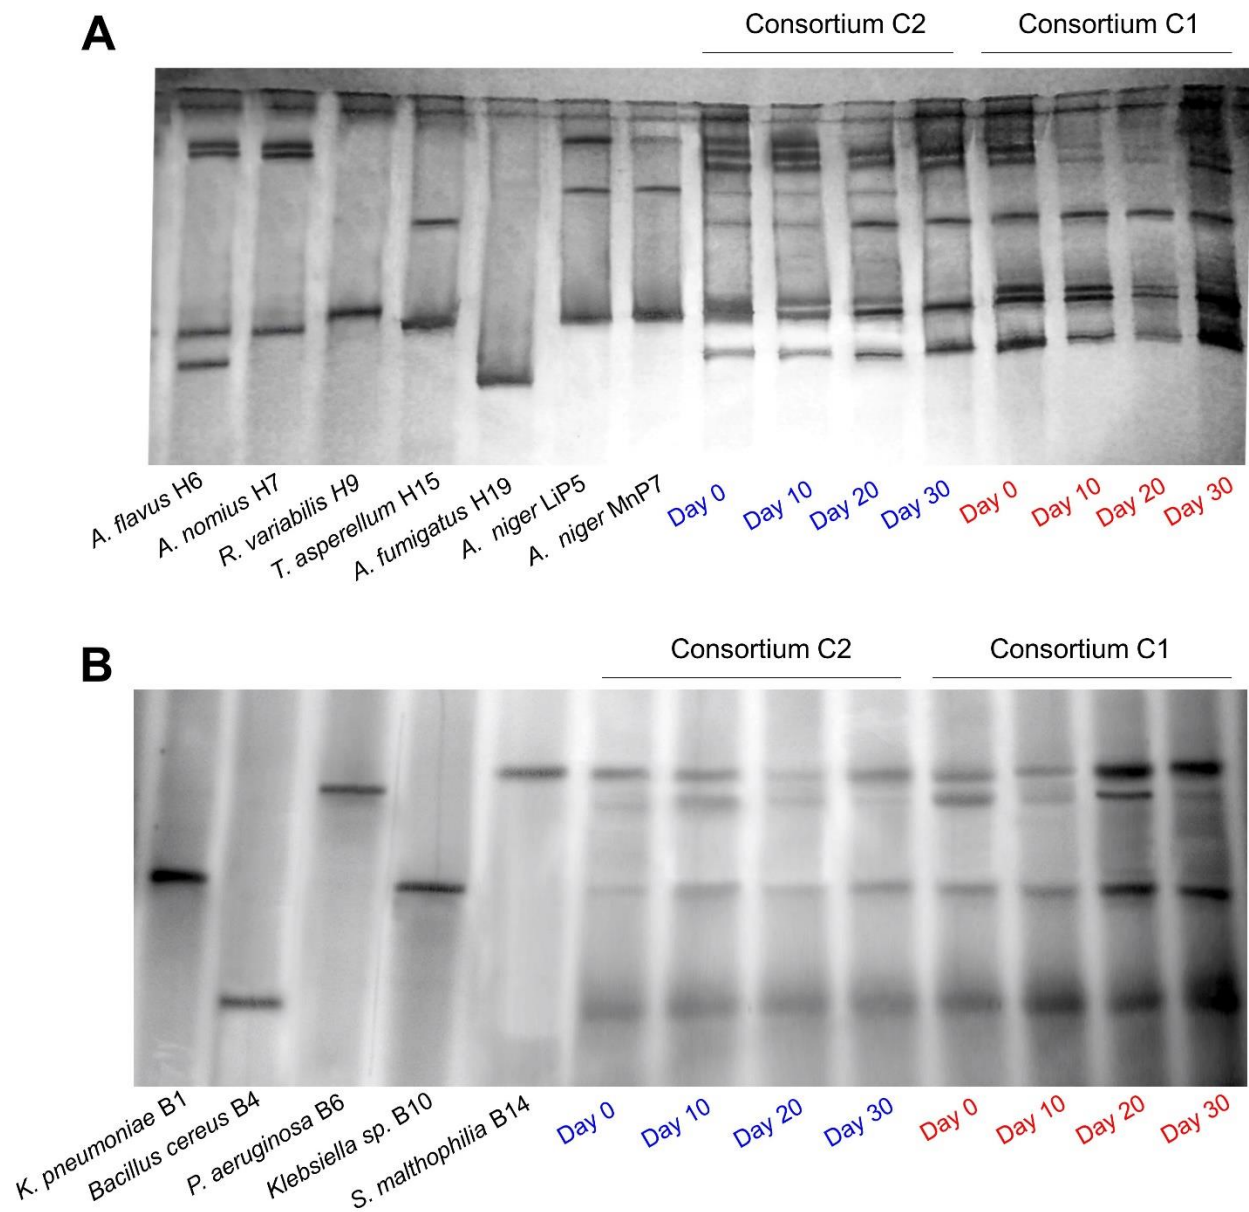 A
Consortium C2
Consortium C1
A. flavus H6
A. nomius H7
R. variabilis H9
T. asperellum H15
A. fumigatus H19
A. niger LiP5
A. niger MnP7
Day 0
Day 10
Day 20
Day 30
Day 0
Day 10
Day 20
Day 30
B
Consortium C2
Consortium C1
K. pneumoniae B1
Bacillus cereus B4
P. aeruginosa B6
Klebsiella sp. B10
S. malthophilia B14
Day 0
Day 10
Day 20
Day 30
Day 0
Day 10
Day 20
Day 30